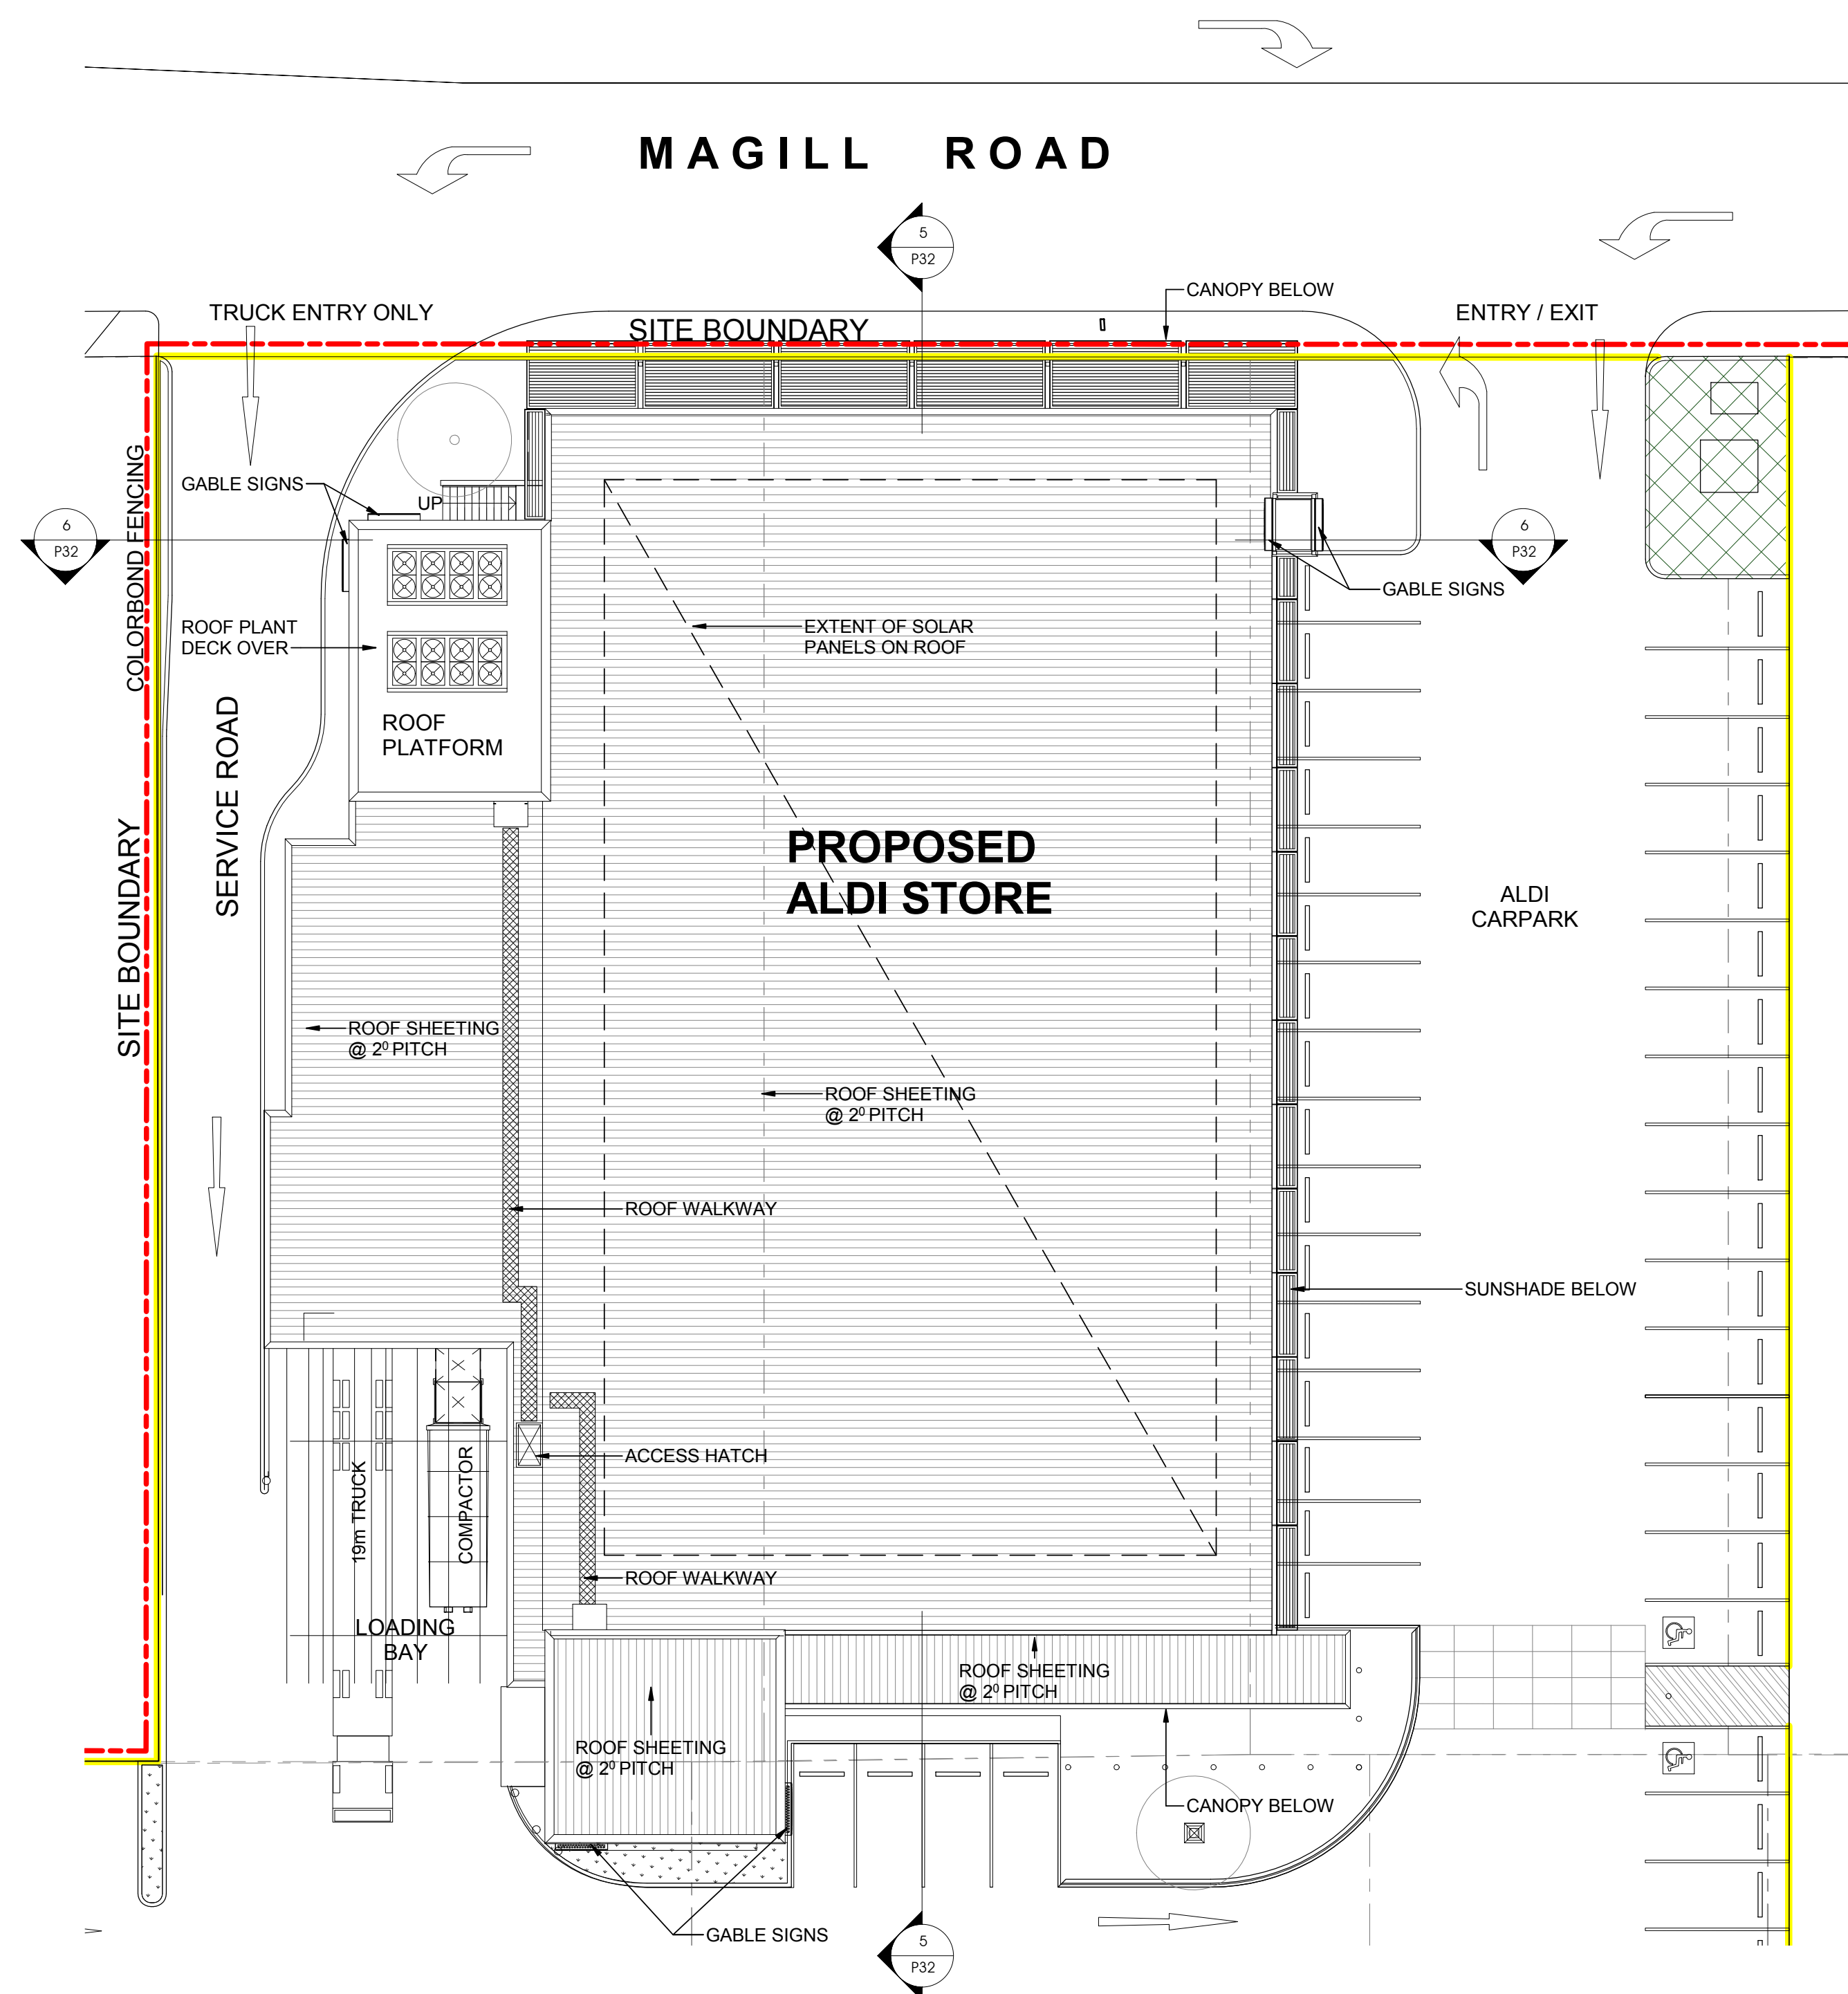 MAGILL ROAD
5
P32
CANOPY BELOW
TRUCK ENTRY ONLY
SITE BOUNDARY
ENTRY / EXIT
COLORBOND FENCING
GABLE SIGNS
UP
6
P32
6
P32
GABLE SIGNS
ROOF PLANT
DECK OVER
EXTENT OF SOLAR
PANELS ON ROOF
ROOF
PLATFORM
SERVICE ROAD
SITE BOUNDARY
PROPOSED
ALDI STORE
ALDI
CARPARK
ROOF SHEETING
@ 2⁰ PITCH
ROOF SHEETING
@ 2⁰ PITCH
ROOF WALKWAY
SUNSHADE BELOW
ACCESS HATCH
19m TRUCK
COMPACTOR
ROOF WALKWAY
LOADING
BAY
ROOF SHEETING
@ 2⁰ PITCH
ROOF SHEETING
@ 2⁰ PITCH
CANOPY BELOW
GABLE SIGNS
5
P32